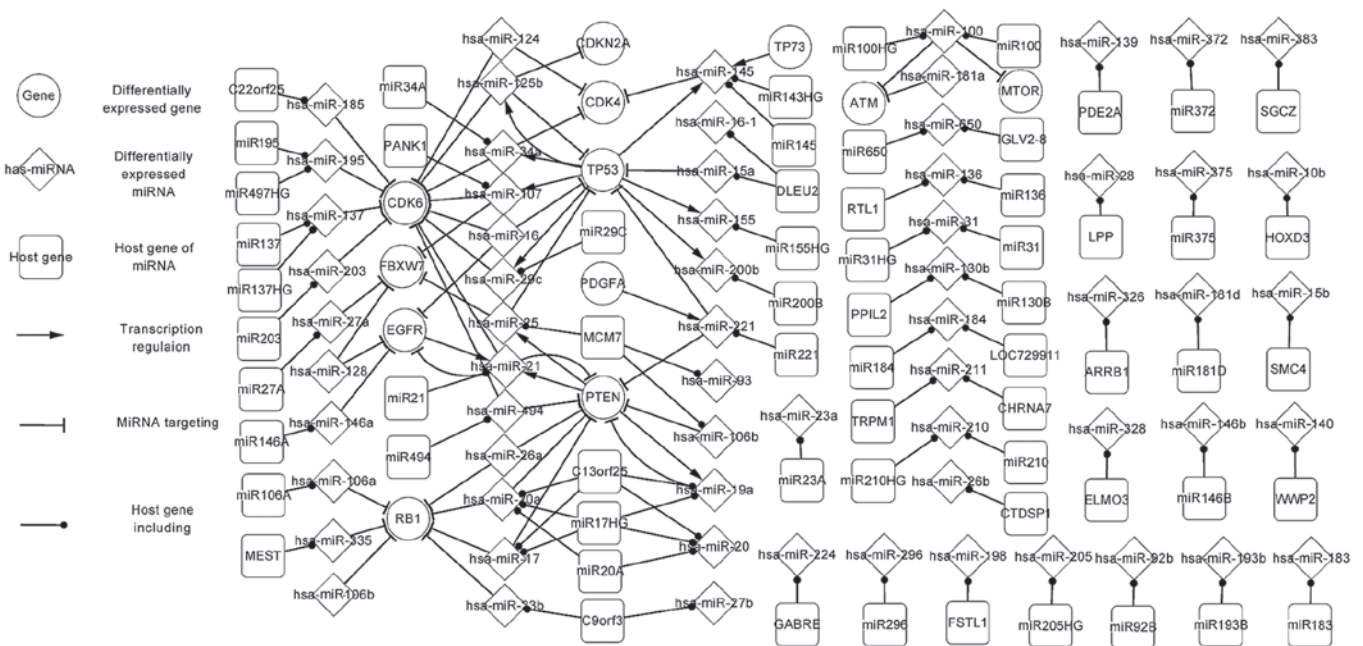 Gene
Differentially
expressed gene
has-miRNA
Differentially
expressed
miRNA
Host gene
Host gene
of miRNA
Transcription
regulaion
MiRNA targeting
Host gene
including
C22orf25
hsa-miR-185
miR195
hsa-miR-195
miR497HG
miR137
hsa-miR-137
miR137HG
hsa-miR-203
miR203
hsa-miR-27a
miR27A
hsa-miR-128
miR146A
hsa-miR-146a
miR106A
hsa-miR-106a
MEST
hsa-miR-335
hsa-miR-106b
miR34A
PANK1
CDK6
FBXW7
EGFR
miR21
miR494
RB1
hsa-miR-124
hsa-miR-125b
hsa-miR-34a
hsa-miR-107
hsa-miR-16
hsa-miR-29c
hsa-miR-25
hsa-miR-21
hsa-miR-494
hsa-miR-26a
hsa-miR-20a
hsa-miR-17
hsa-miR-23b
CDKN2A
CDK4
TP53
miR29C
PDGFA
MCM7
PTEN
C13orf25
miR17HG
miR20A
C9orf3
TP73
hsa-miR-145
miR143HG
hsa-miR-16-1
miR145
hsa-miR-15a
DLEU2
hsa-miR-155
miR155HG
hsa-miR-200b
miR200B
hsa-miR-221
miR221
hsa-miR-93
hsa-miR-106b
hsa-miR-19a
hsa-miR-20
hsa-miR-27b
hsa-miR-23a
miR23A
miR100HG
hsa-miR-100
miR100
hsa-miR-181a
ATM
MTOR
miR650
hsa-miR-650
IGLV2-8
RTL1
hsa-miR-136
miR136
miR31HG
hsa-miR-31
miR31
PPIL2
hsa-miR-130b
miR130B
miR184
hsa-miR-184
LOC729911
TRPM1
hsa-miR-211
CHRNA7
miR210HG
hsa-miR-210
miR210
hsa-miR-26b
CTDSP1
hsa-miR-139
hsa-miR-372
hsa-miR-383
PDE2A
miR372
SGCZ
hsa-miR-28
hsa-miR-375
hsa-miR-10b
LPP
miR375
HOXD3
hsa-miR-326
hsa-miR-181d
hsa-miR-15b
ARRB1
miR181D
SMC4
hsa-miR-328
hsa-miR-146b
hsa-miR-140
ELMO3
miR146B
WWP2
hsa-miR-224
hsa-miR-296
hsa-miR-198
hsa-miR-205
hsa-miR-92b
hsa-miR-193b
hsa-miR-183
GABRE
miR296
FSTL1
miR205HG
miR92B
miR193B
miR183